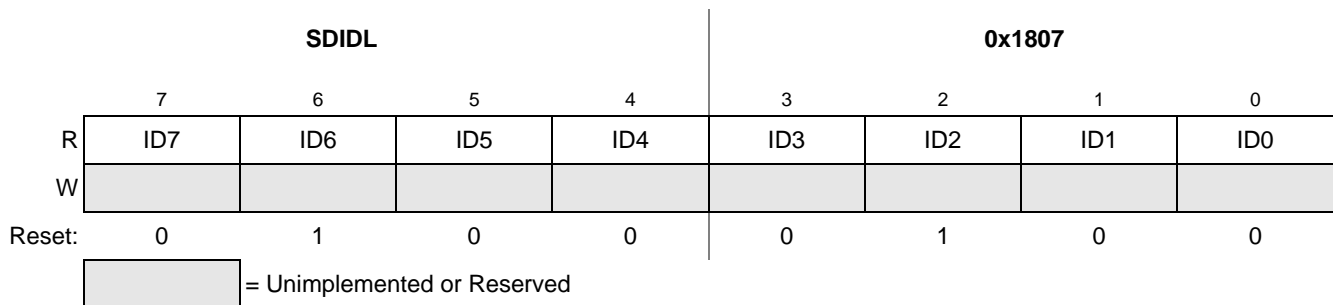 SDIDL 0x1807
7 6 5 4 3 2 1 0
R ID7 ID6 ID5 ID4 ID3 ID2 ID1 ID0
W
Reset: 0 1 0 0 0 1 0 0
= Unimplemented or Reserved